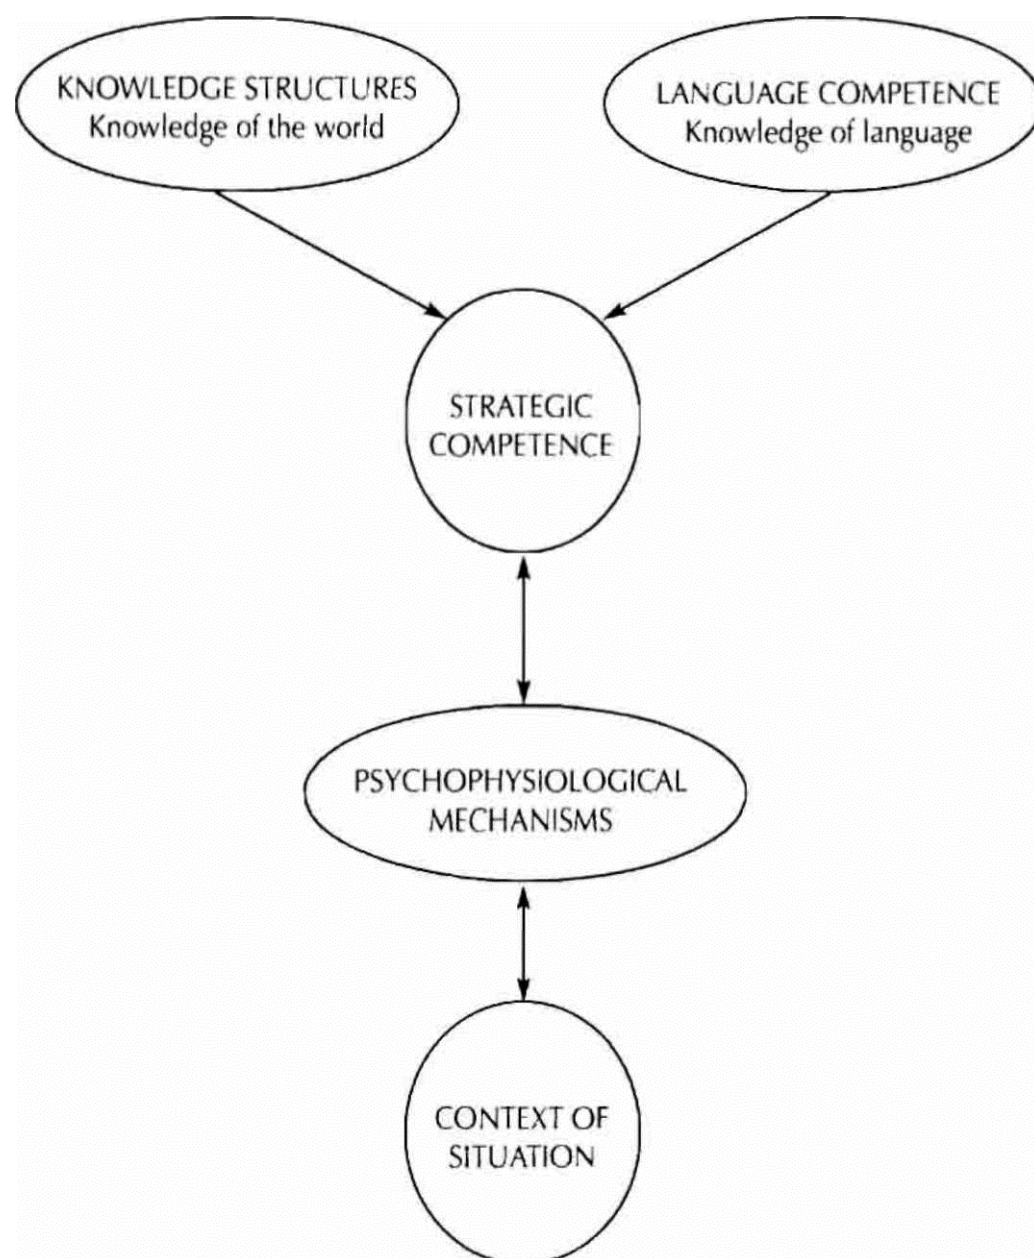 KNOWLEDGE STRUCTURES
Knowledge of the world
LANGUAGE COMPETENCE
Knowledge of language
STRATEGIC
COMPETENCE
PSYCHOPHYSIOLOGICAL
MECHANISMS
CONTEXT OF
SITUATION